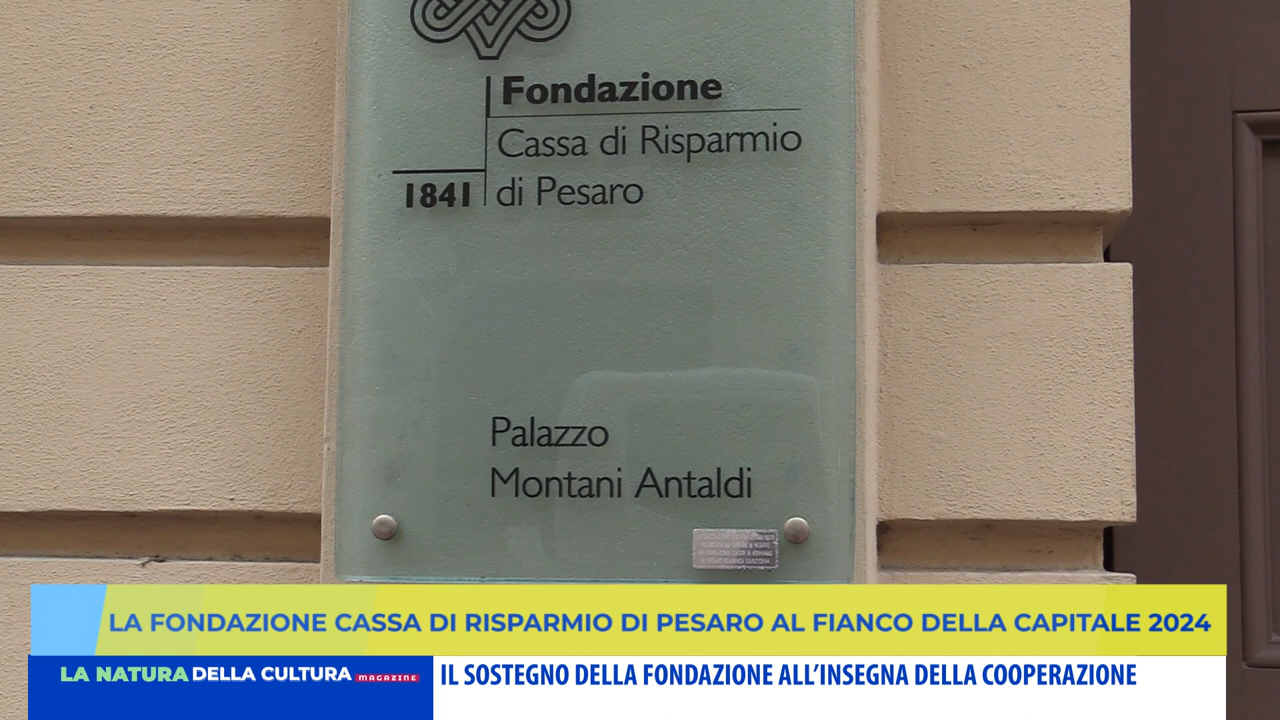 Fondazione
Cassa di Risparmio
1841 di Pesaro
Palazzo
Montani Antaldi
LA FONDAZIONE CASSA DI RISPARMIO DI PESARO AL FIANCO DELLA CAPITALE 2024
LA NATURA DELLA CULTURA MAGAZINE
IL SOSTEGNO DELLA FONDAZIONE ALL’INSEGNA DELLA COOPERAZIONE